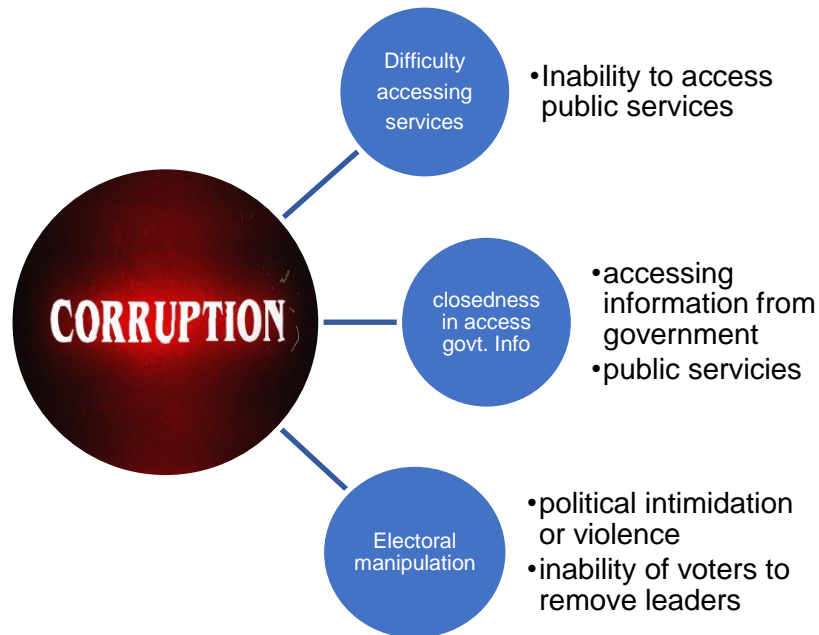 Difficulty
accessing
services
•Inability to access
public services
CORRUPTION
closedness
in access
govt. Info
•accessing
information from
government
•public servicies
Electoral
manipulation
•political intimidation
or violence
•inability of voters to
remove leaders